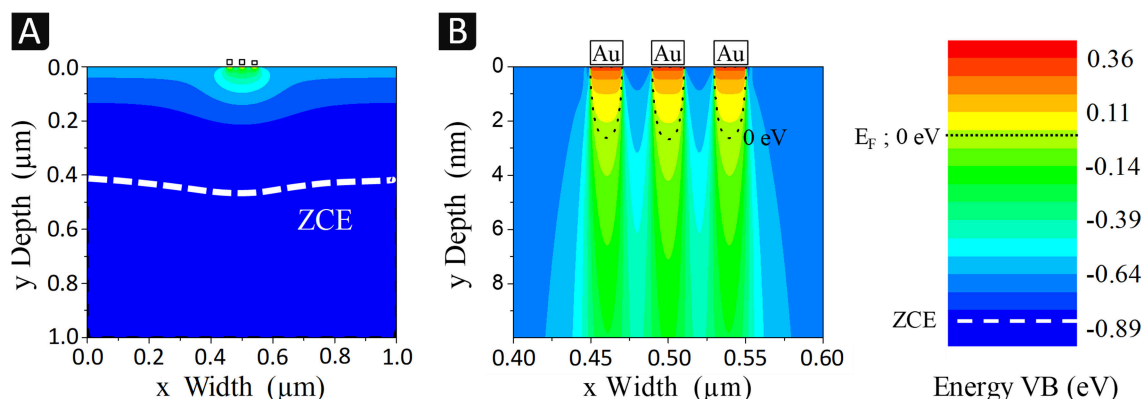 A
0.0
0.2
0.4
0.6
0.8
1.0
y Depth (µm)
ZCE
0.0 0.2 0.4 0.6 0.8 1.0
x Width (µm)
B
Au Au Au
0
2
4
6
8
y Depth (nm)
0 eV
0.40 0.45 0.50 0.55 0.60
x Width (µm)
0.36
0.11
E_F ; 0 eV
-0.14
-0.39
-0.64
ZCE
-0.89
Energy VB (eV)